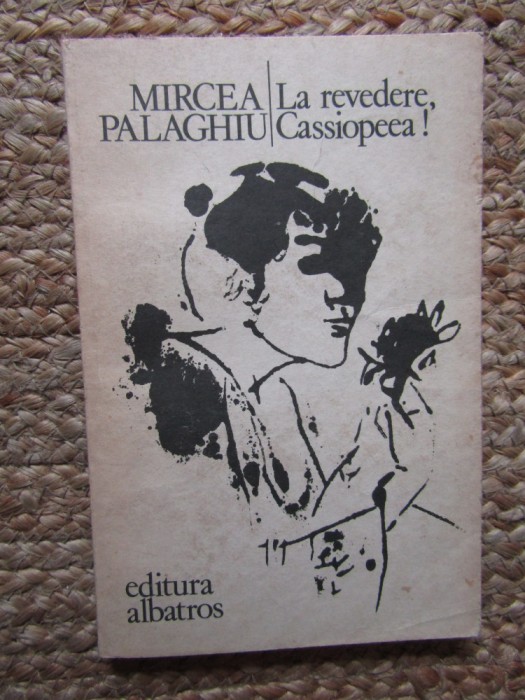 MIRCEA
PALAGHIU
La revedere,
Cassiopeea!
editura
albatros